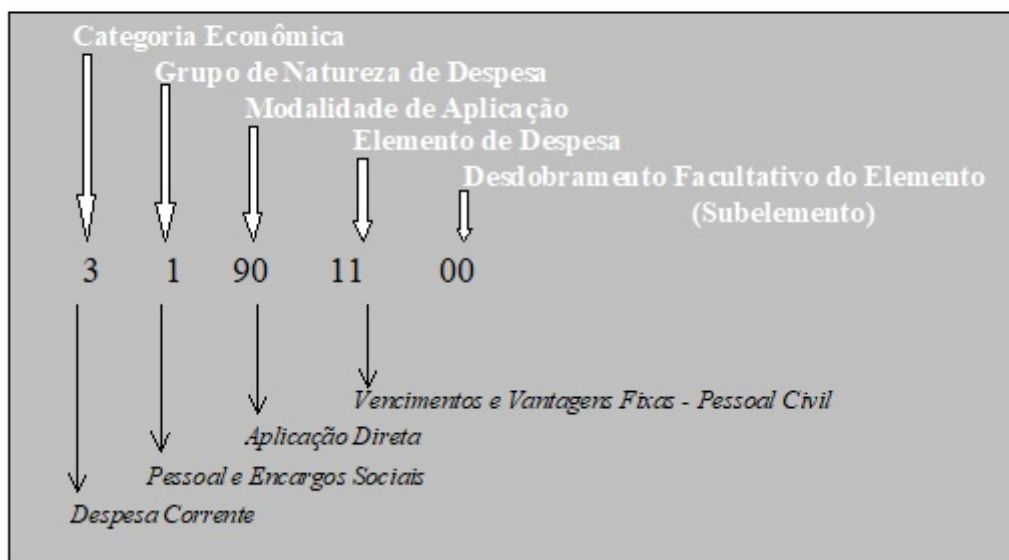 Categoria Econômica
Grupo de Natureza de Despesa
Modalidade de Aplicação
Elemento de Despesa
Desdobramento Facultativo do Elemento
(Subelemento)
3 1 90 11 00
Vencimentos e Vantagens Fixas - Pessoal Civil
Aplicação Direta
Pessoal e Encargos Sociais
Despesa Corrente